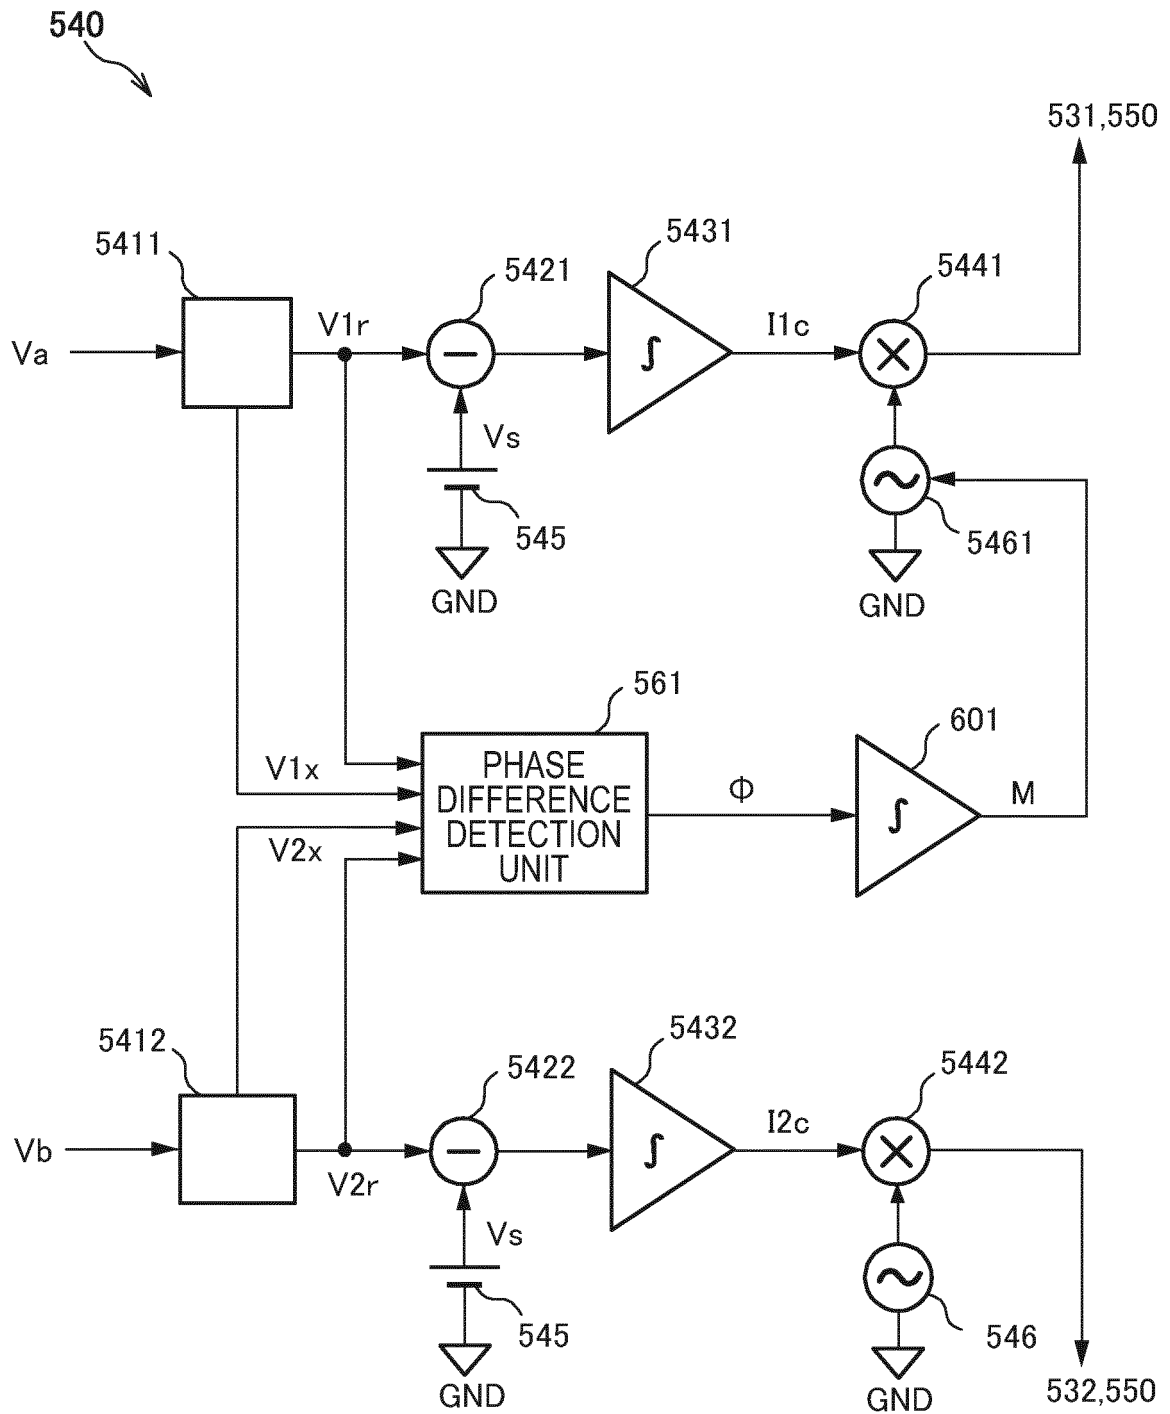 540
531,550
5411
5421
5431
5441
Va
V1r
I1c
Vs
545
GND
5461
GND
561
601
V1x
PHASE
DIFFERENCE
DETECTION
UNIT
Φ
M
V2x
5412
5422
5432
5442
Vb
V2r
I2c
Vs
545
GND
546
GND
532,550